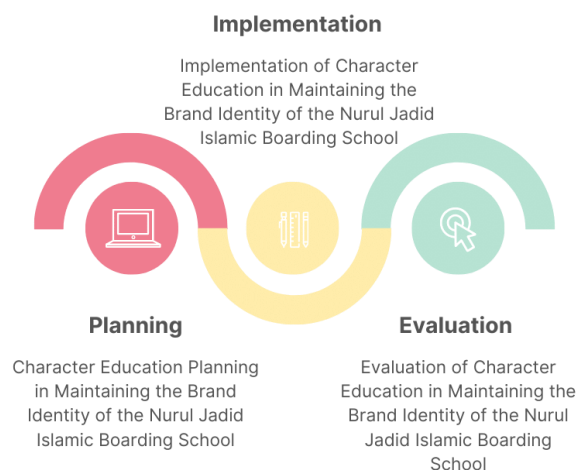 Implementation
Implementation of Character
Education in Maintaining the
Brand Identity of the Nurul Jadid
Islamic Boarding School
Planning
Character Education Planning
in Maintaining the Brand
Identity of the Nurul Jadid
Islamic Boarding School
Evaluation
Evaluation of Character
Education in Maintaining the
Brand Identity of the Nurul
Jadid Islamic Boarding
School